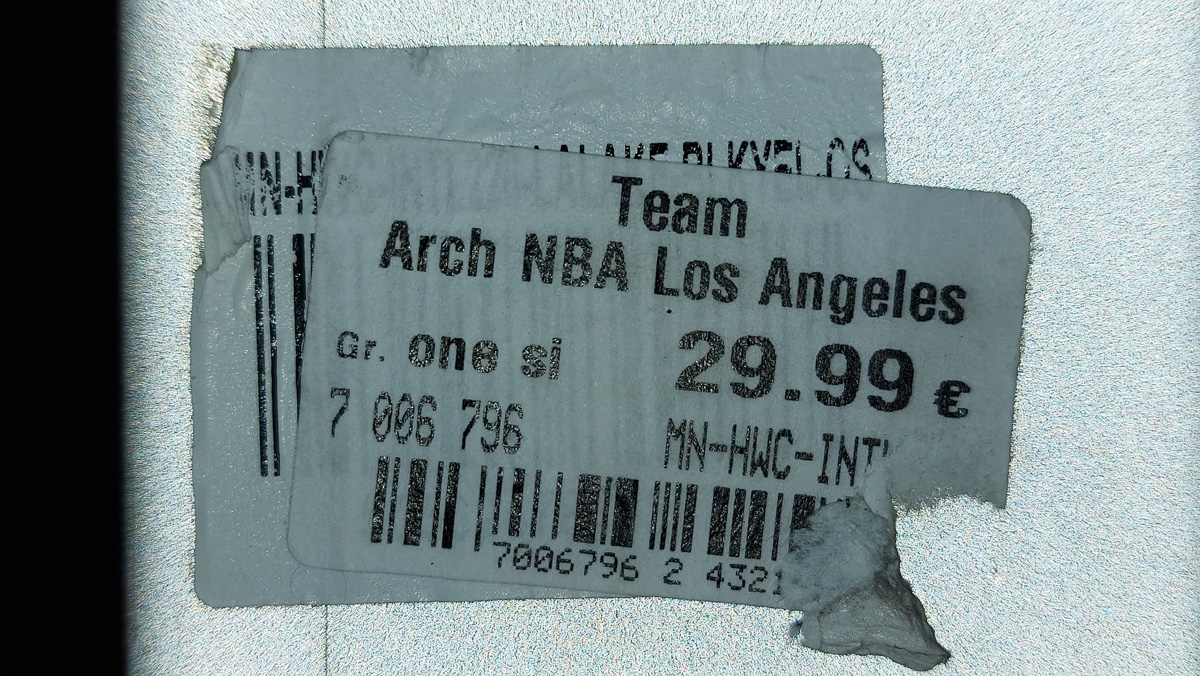 MN-H
Team
Arch NBA Los Angeles
Gr. one si 29.99 €
7 006 796 MN-HWC-INT
7006796 2 4321